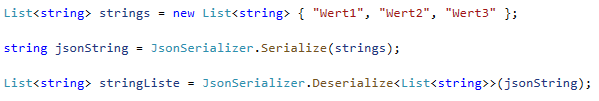 List<string> strings = new List<string> { "Wert1", "Wert2", "Wert3" };
string jsonString = JsonSerializer.Serialize(strings);
List<string> stringListe = JsonSerializer.Deserialize<List<string>>(jsonString);